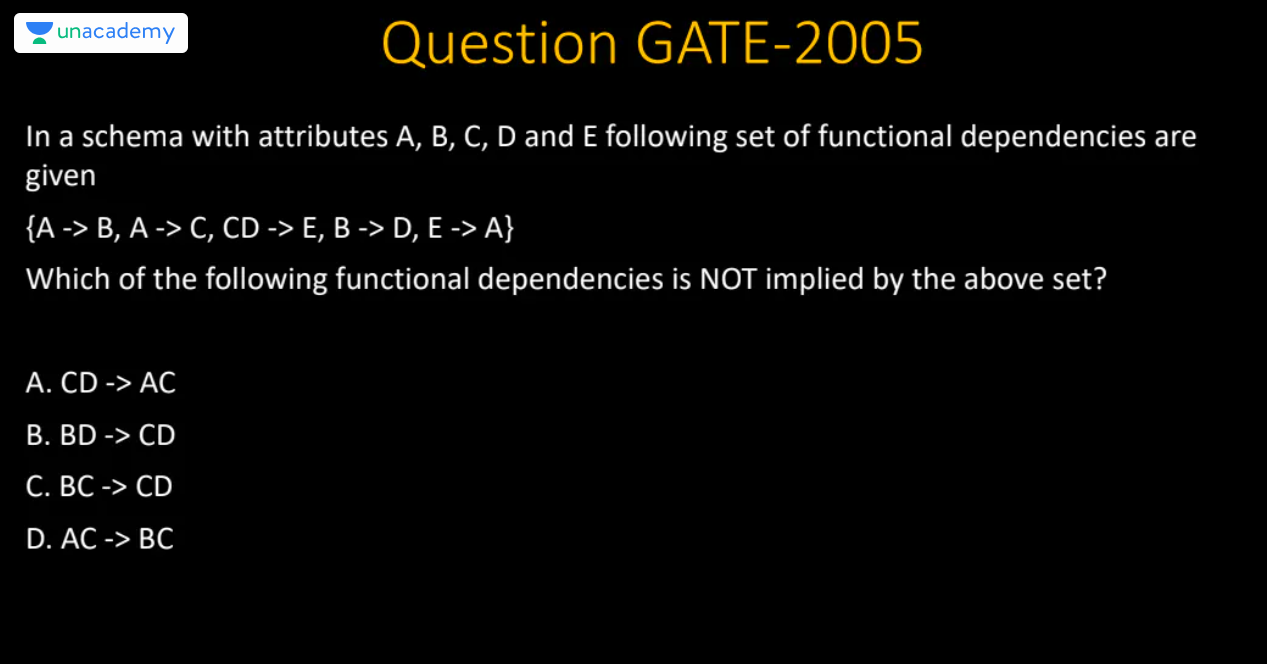 unacademy
Question GATE-2005
In a schema with attributes A, B, C, D and E following set of functional dependencies are
given
{A -> B, A -> C, CD -> E, B -> D, E -> A}
Which of the following functional dependencies is NOT implied by the above set?
A. CD -> AC
B. BD -> CD
C. BC -> CD
D. AC -> BC